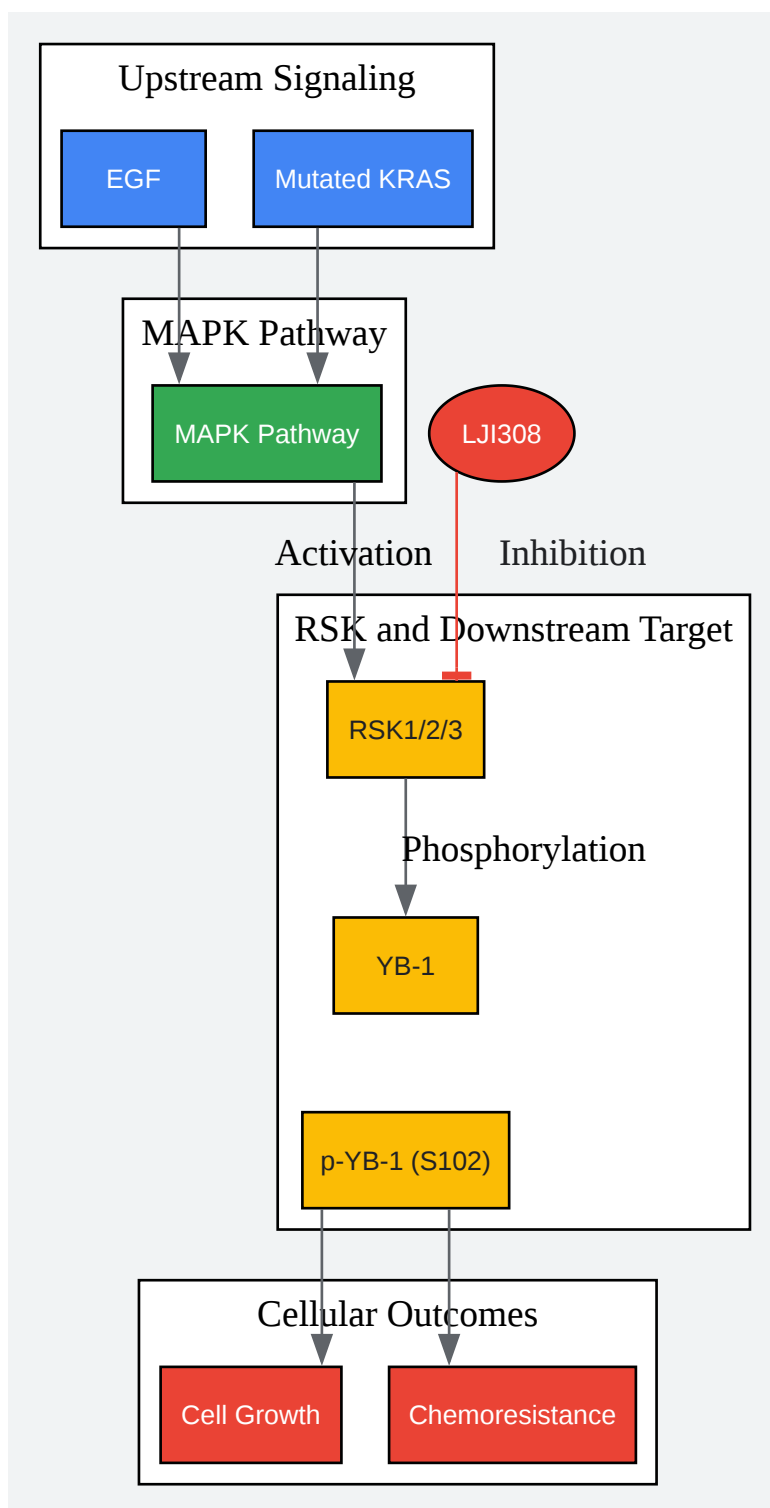 Upstream Signaling
EGF
Mutated KRAS
MAPK Pathway
MAPK Pathway
LJI308
Activation
Inhibition
RSK and Downstream Target
RSK1/2/3
Phosphorylation
YB-1
p-YB-1 (S102)
Cellular Outcomes
Cell Growth
Chemoresistance